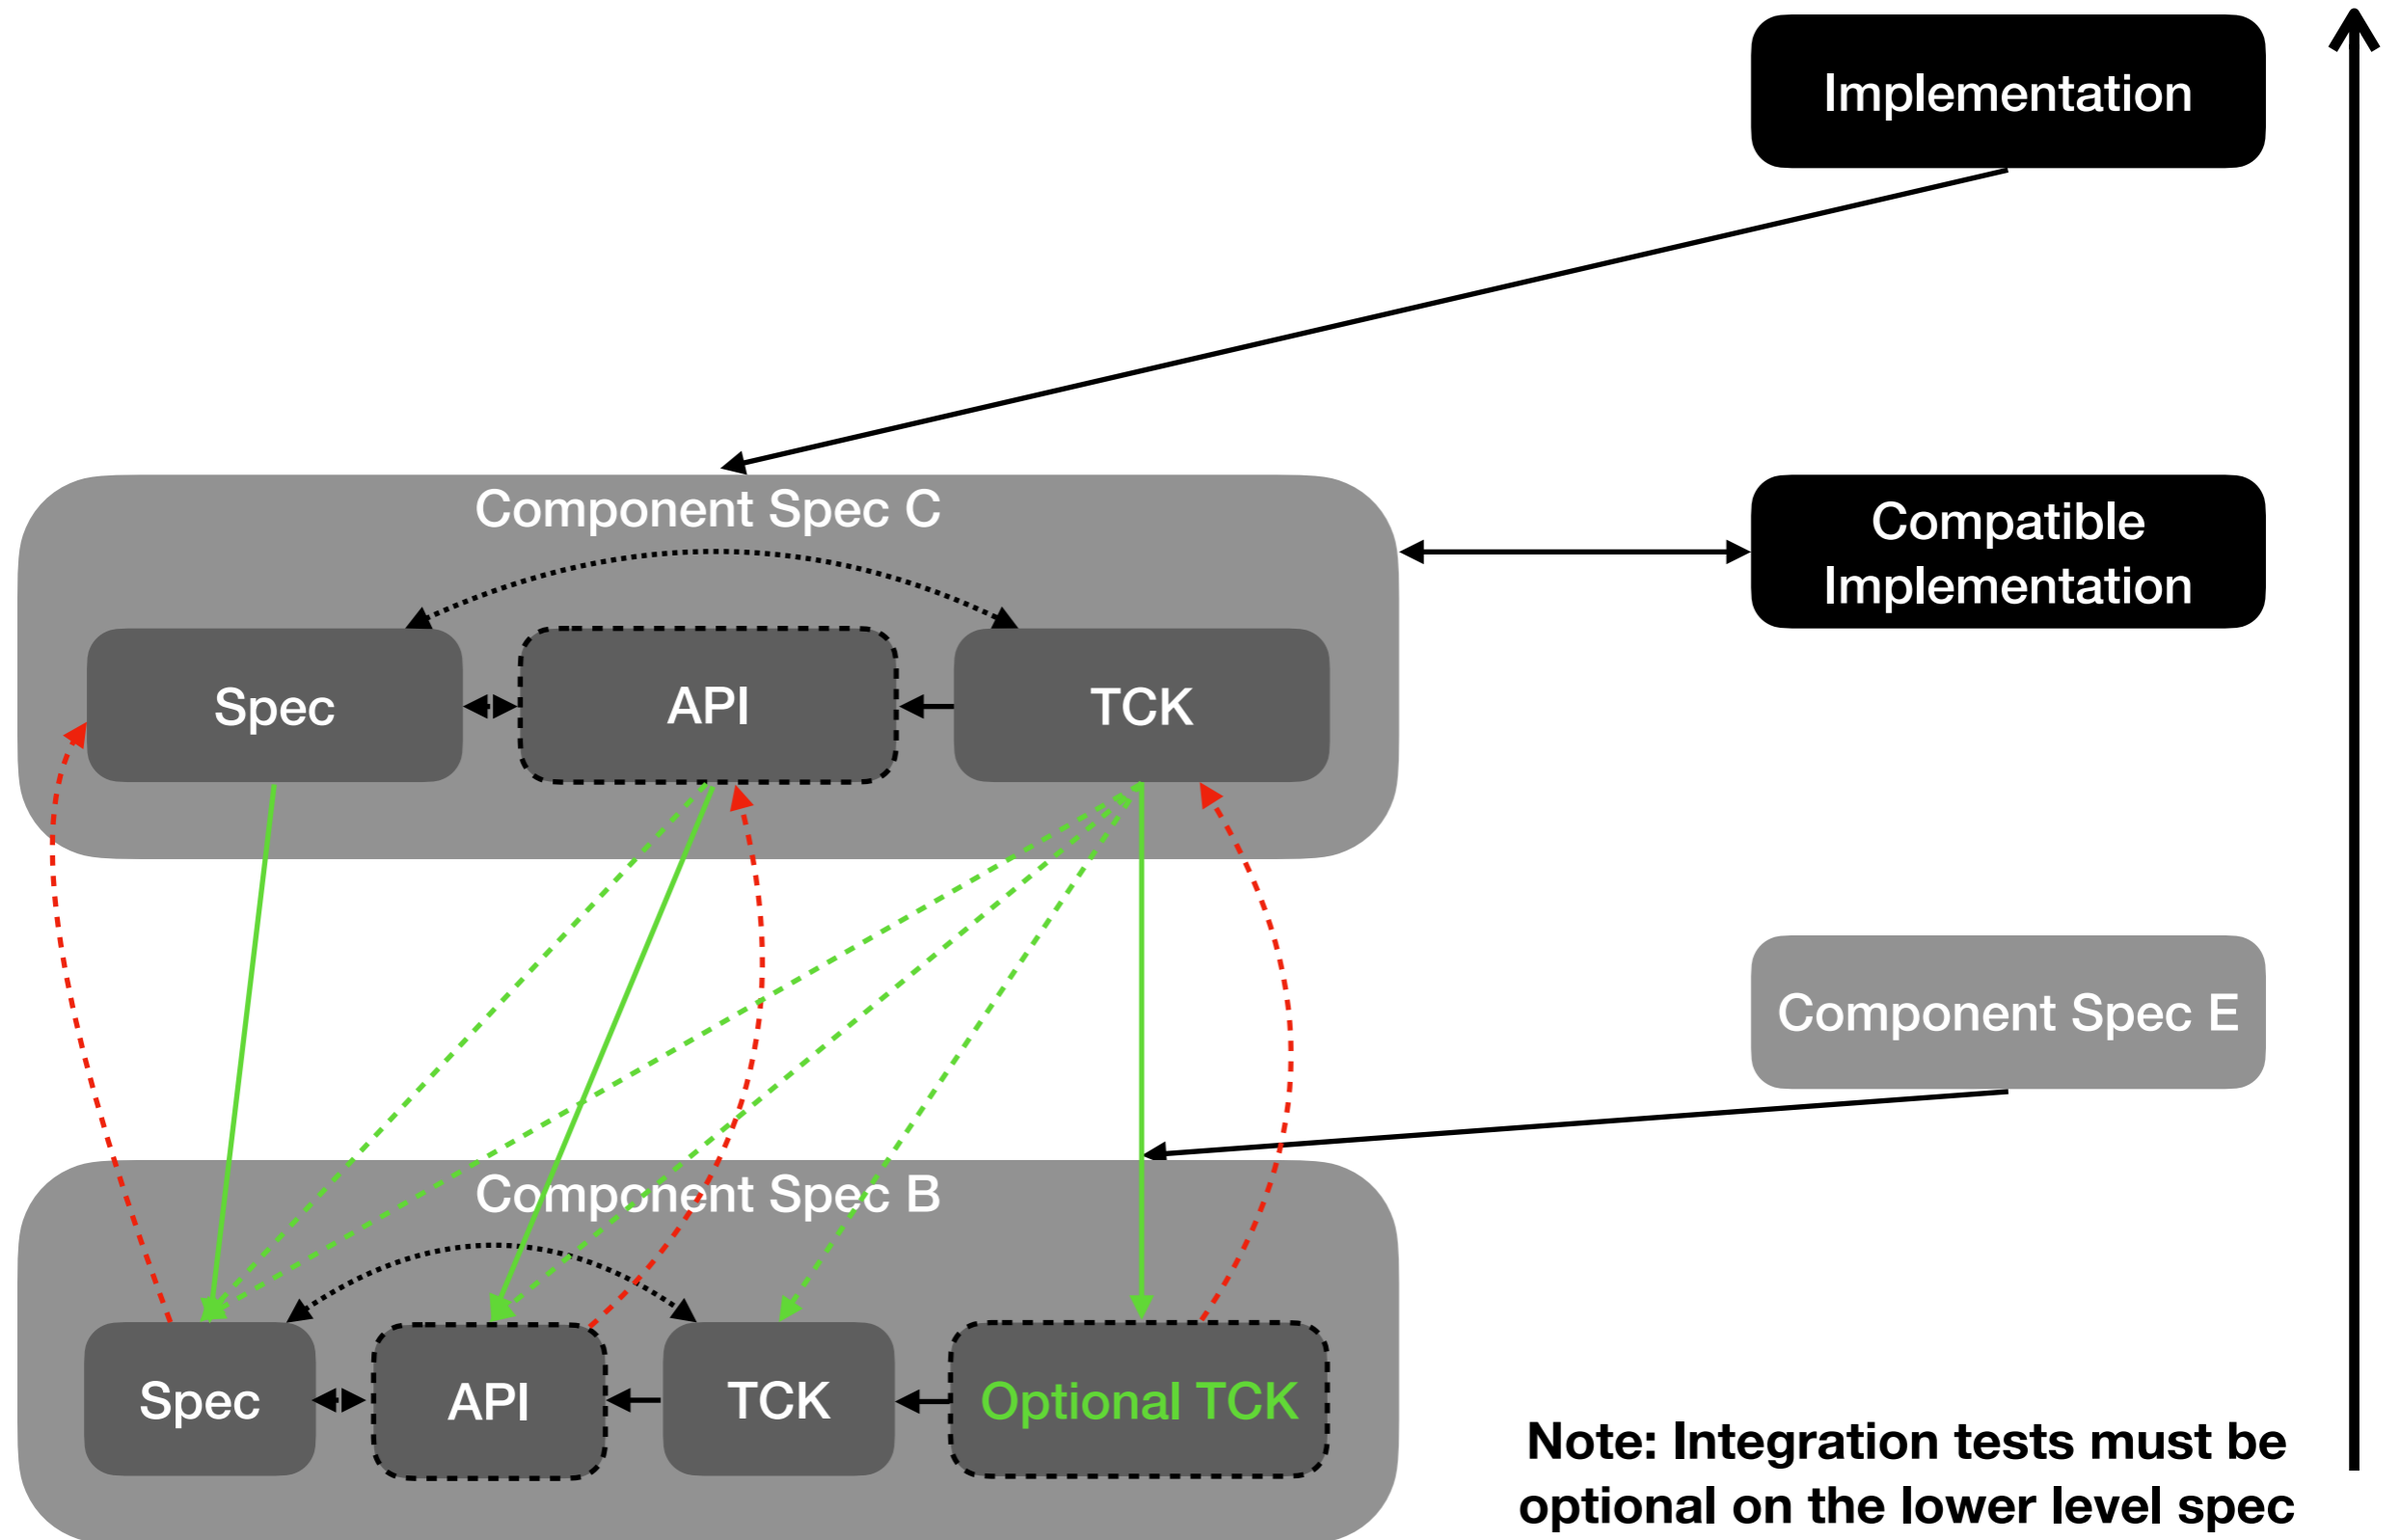 Implementation
Component Spec C
Compatible
Implementation
Spec
API
TCK
Component Spec E
Component Spec B
Spec
API
TCK
Optional TCK
Note: Integration tests must be
optional on the lower level spec